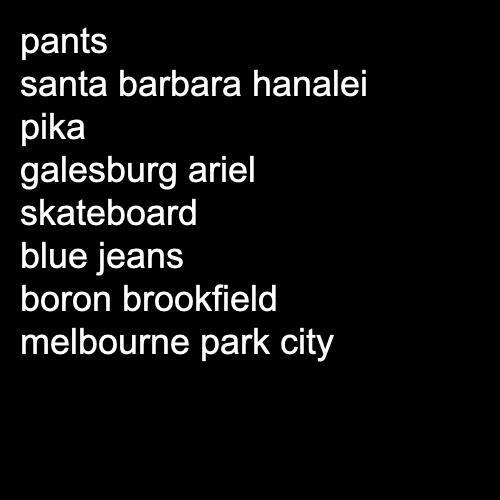 pants
santa barbara hanalei
pika
galesburg ariel
skateboard
blue jeans
boron brookfield
melbourne park city